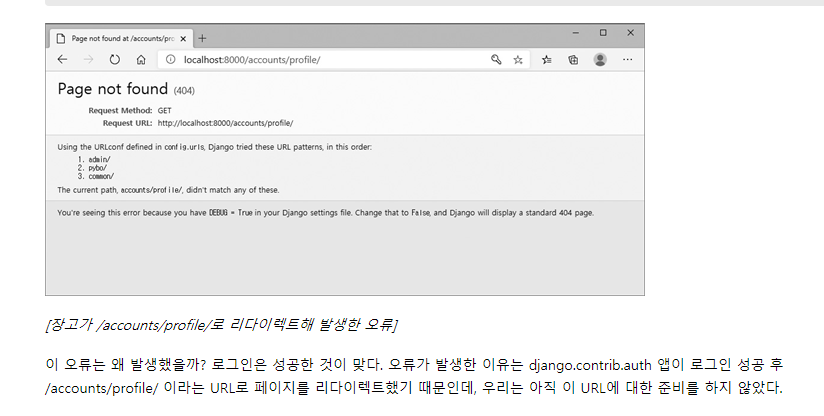 Page not found at /accounts/pro
localhost:8000/accounts/profile/
Page not found (404)
Request Method: GET
Request URL: http://localhost:8000/accounts/profile/
Using the URLconf defined in config.urls, Django tried these URL patterns, in this order:
1. admin/
2. pybo/
3. common/
The current path, accounts/profile/, didn't match any of these.
You're seeing this error because you have DEBUG = True in your Django settings file. Change that to False, and Django will display a standard 404 page.
[장고가 /accounts/profile/로 리다이렉트해 발생한 오류]
이 오류는 왜 발생했을까? 로그인은 성공한 것이 맞다. 오류가 발생한 이유는 django.contrib.auth 앱이 로그인 성공 후
/accounts/profile/ 이라는 URL로 페이지를 리다이렉트했기 때문인데, 우리는 아직 이 URL에 대한 준비를 하지 않았다.